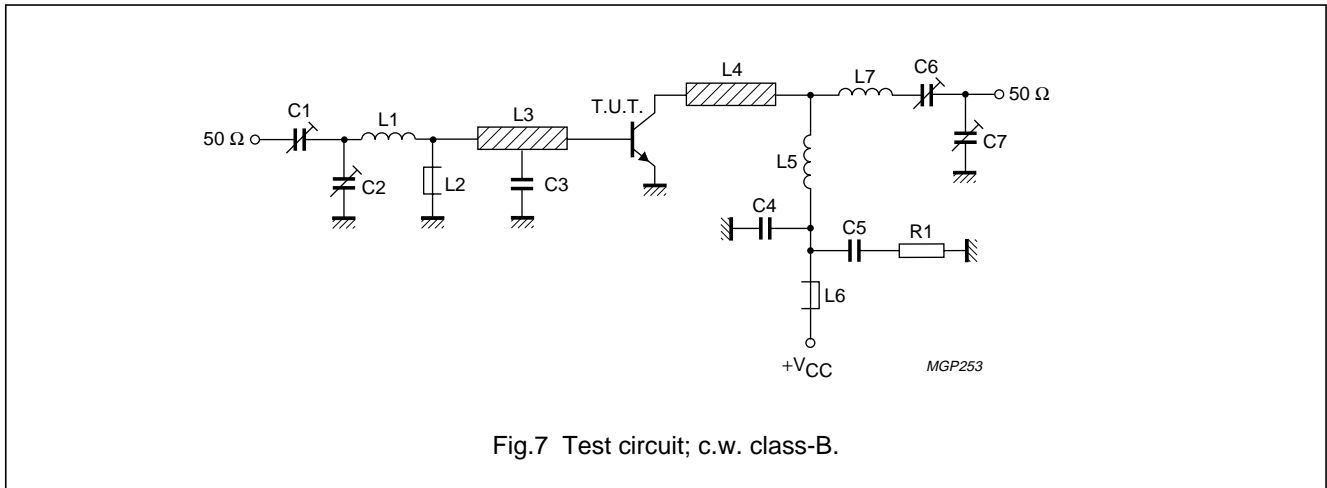 L4
L7
C6
50 Ω
T.U.T.
C1
L1
L3
50 Ω
C7
L5
C2
L2
C3
C4
C5
R1
L6
+VCC
MGP253
Fig.7 Test circuit; c.w. class-B.